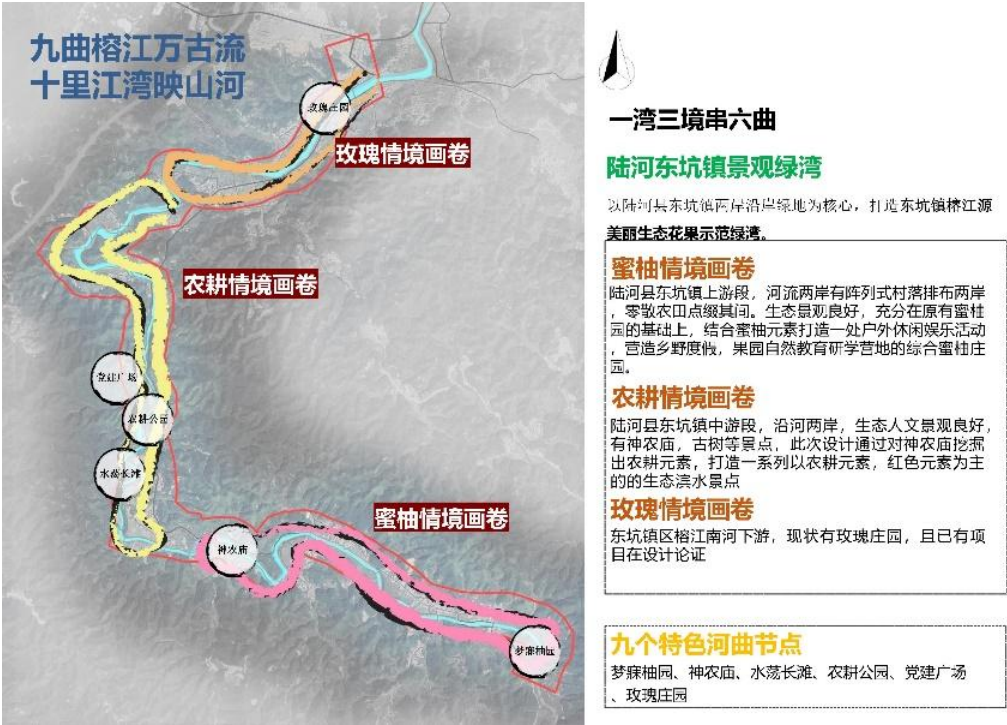 九曲榕江万古流
十里江湾映山河
玫瑰庄园
玫瑰情境画卷
农耕情境画卷
党建广场
农耕公园
水荡长滩
蜜柚情境画卷
神农庙
梦寐柚园
一湾三境串六曲
陆河东坑镇景观绿湾
以陆河县东坑镇两岸沿岸绿地为核心，打造东坑镇榕江源
美丽生态花果示范绿湾。
蜜柚情境画卷
陆河县东坑镇上游段，河流两岸有阵列式村落排布两岸
，零散农田点缀其间。生态景观良好，充分在原有蜜柚
园的基础上，结合蜜柚元素打造一处户外休闲娱乐活动
，营造乡野度假，果园自然教育研学营地的综合蜜柚庄
园。
农耕情境画卷
陆河县东坑镇中游段，沿河两岸，生态人文景观良好，
有神农庙，古树等景点，此次设计通过对神农庙挖掘
出农耕元素，打造一系列以农耕元素，红色元素为主
的的生态滨水景点
玫瑰情境画卷
东坑镇区榕江南河下游，现状有玫瑰庄园，且已有项
目在设计论证
九个特色河曲节点
梦寐柚园、神农庙、水荡长滩、农耕公园、党建广场
、玫瑰庄园